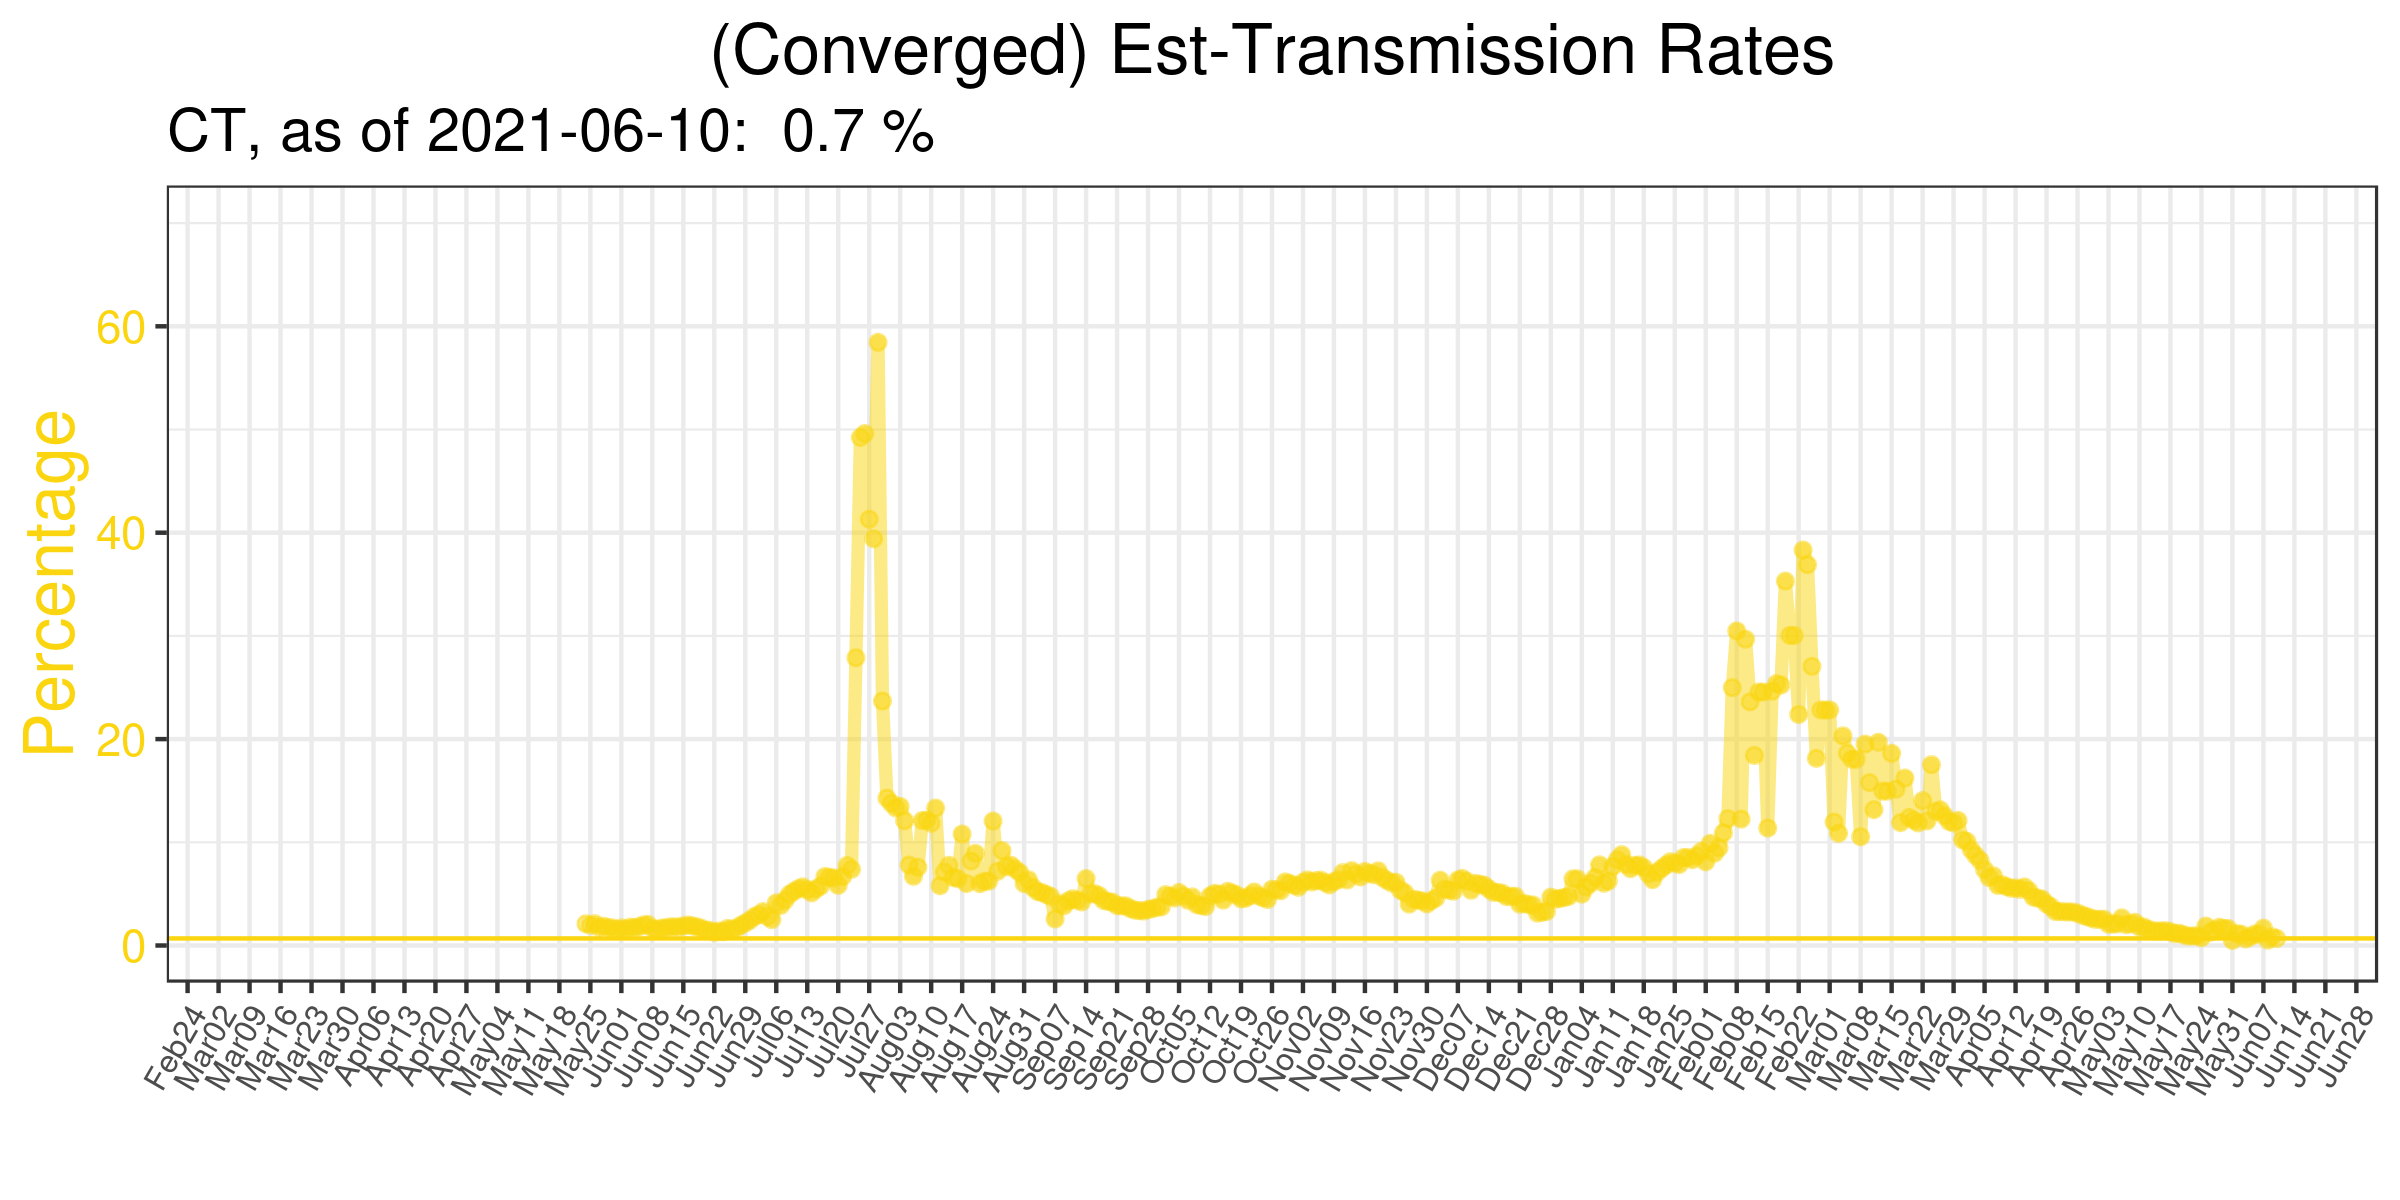 (Converged) Est-Transmission Rates
CT, as of 2021-06-10:  0.7 %
Percentage
60
40
20
0
Feb24
Mar02
Mar09
Mar16
Mar23
Mar30
Apr06
Apr13
Apr20
Apr27
May04
May11
May18
May25
Jun01
Jun08
Jun15
Jun22
Jun29
Jul06
Jul13
Jul20
Jul27
Aug03
Aug10
Aug17
Aug24
Aug31
Sep07
Sep14
Sep21
Sep28
Oct05
Oct12
Oct19
Oct26
Nov02
Nov09
Nov16
Nov23
Nov30
Dec07
Dec14
Dec21
Dec28
Jan04
Jan11
Jan18
Jan25
Feb01
Feb08
Feb15
Feb22
Mar01
Mar08
Mar15
Mar22
Mar29
Apr05
Apr12
Apr19
Apr26
May03
May10
May17
May24
May31
Jun07
Jun14
Jun21
Jun28